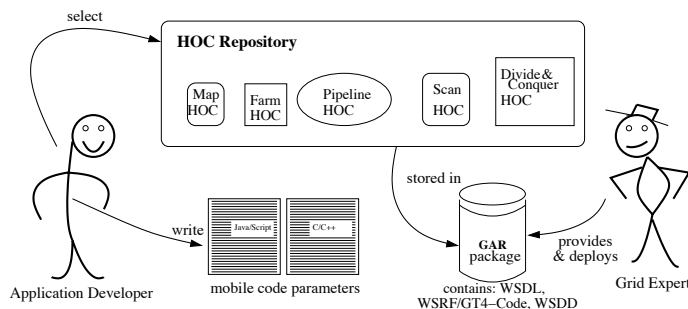 select
HOC Repository
Map
HOC
Farm
HOC
Pipeline
HOC
Scan
HOC
Divide&
Conquer
HOC
stored in
write
Java/Script
C/C++
GAR
package
provides
& deploys
Application Developer
mobile code parameters
contains: WSDL,
WSRF/GT4–Code, WSDD
Grid Expert